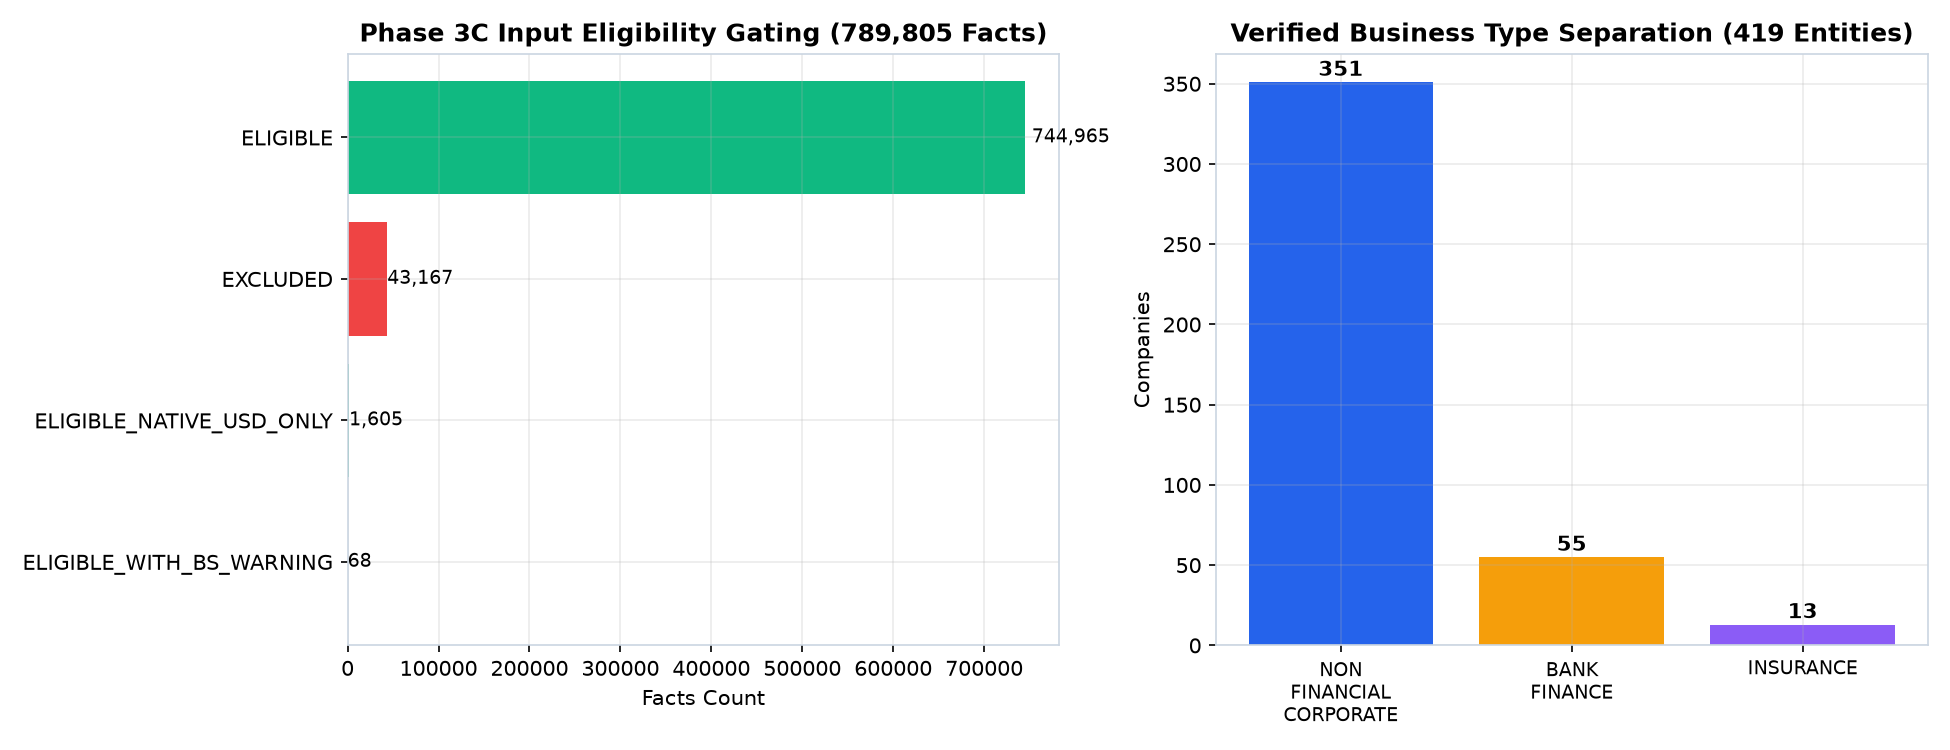 Phase 3C Input Eligibility Gating (789,805 Facts)
ELIGIBLE
744,965
EXCLUDED
43,167
ELIGIBLE_NATIVE_USD_ONLY
1,605
ELIGIBLE_WITH_BS_WARNING
68
0 100000 200000 300000 400000 500000 600000 700000
Facts Count
Verified Business Type Separation (419 Entities)
Companies
350
300
250
200
150
100
50
0
351
55
13
NON
FINANCIAL
CORPORATE
BANK
FINANCE
INSURANCE